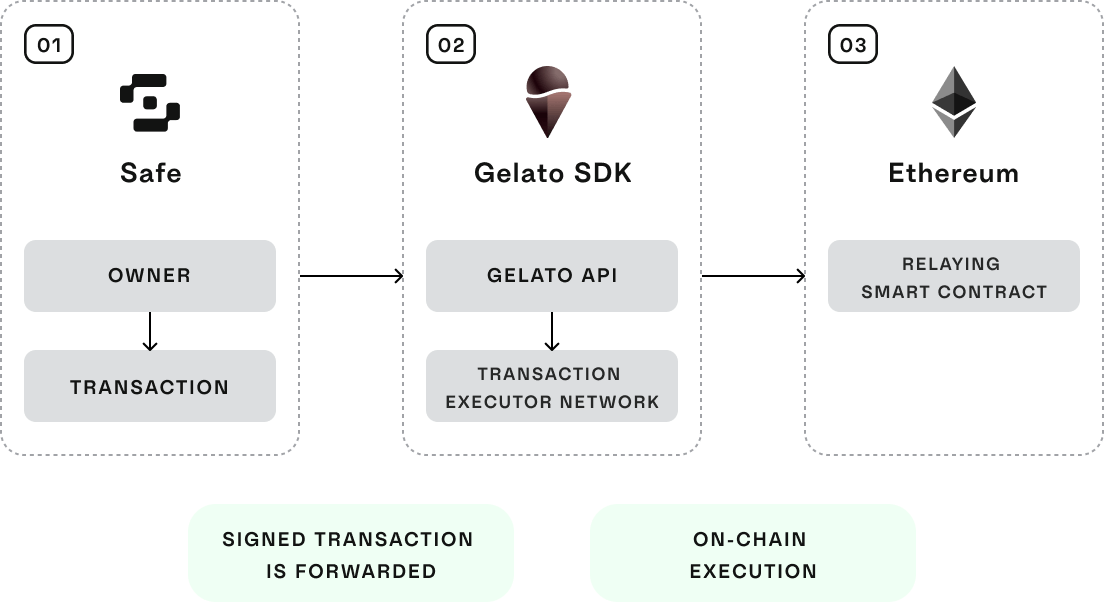 01
Safe
OWNER
TRANSACTION
02
Gelato SDK
GELATO API
TRANSACTION
EXECUTOR NETWORK
03
Ethereum
RELAYING
SMART CONTRACT
SIGNED TRANSACTION
IS FORWARDED
ON-CHAIN
EXECUTION